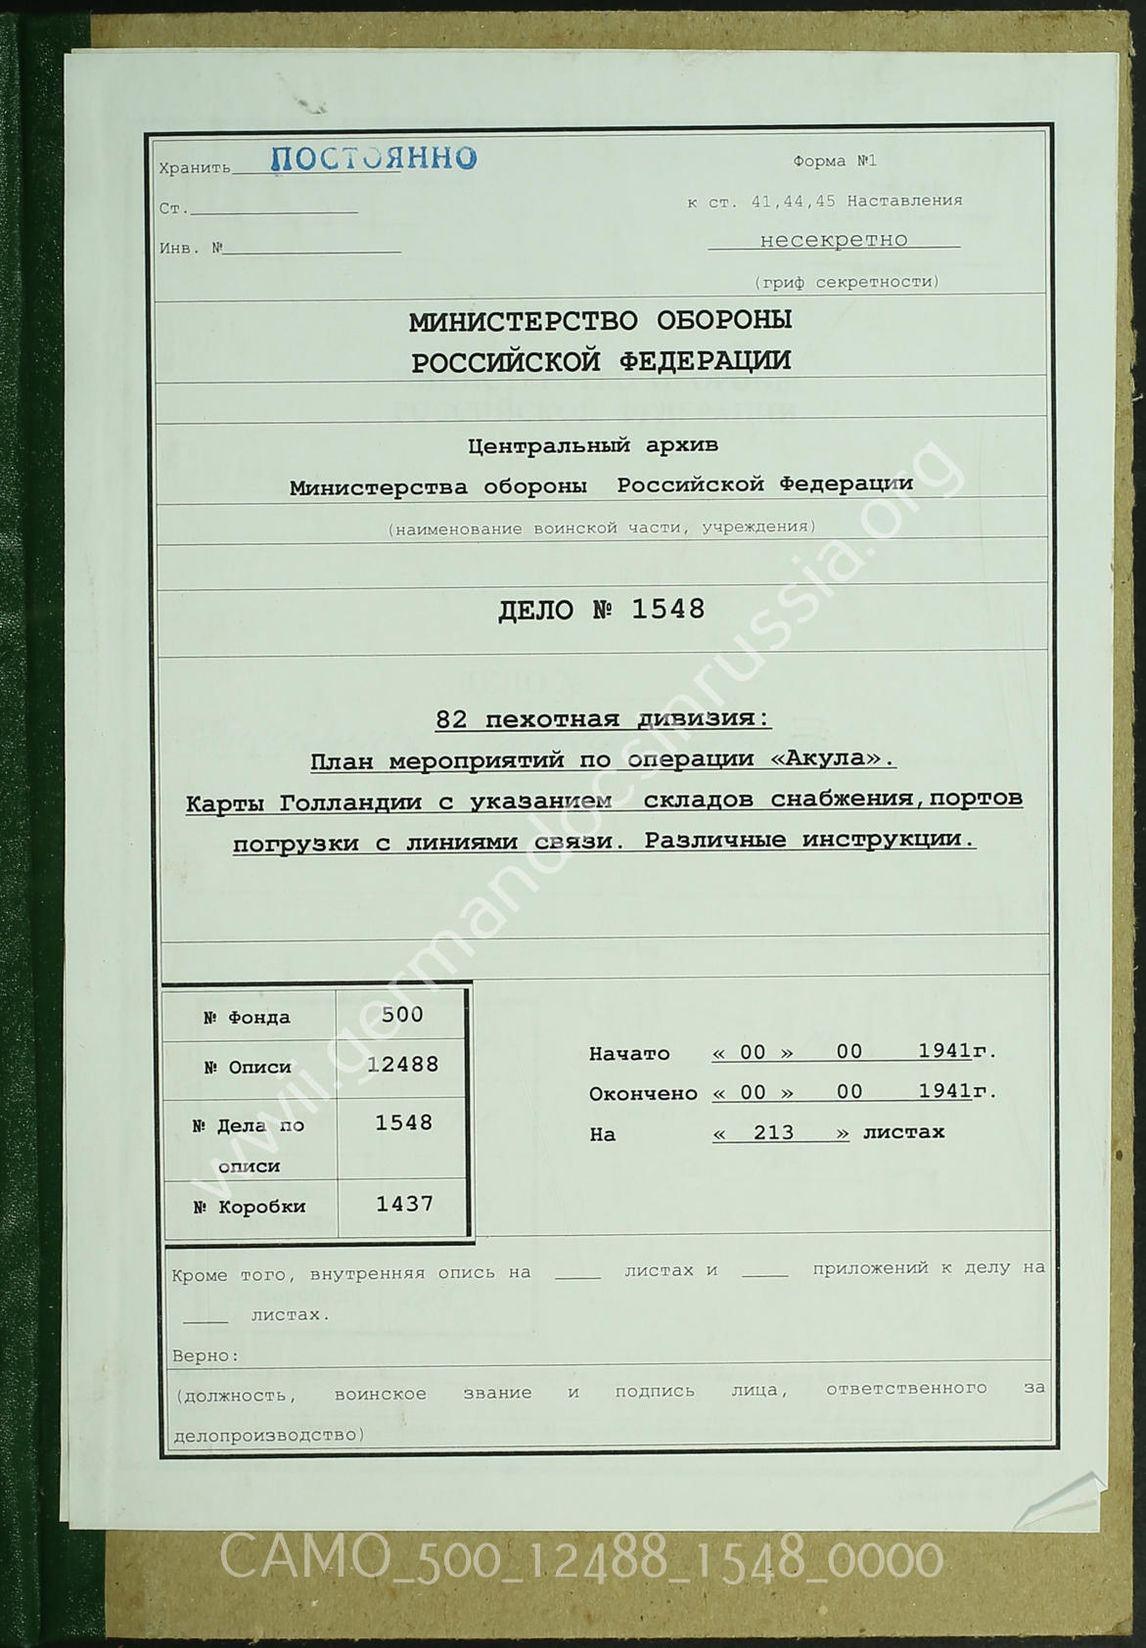 Хранить ПОСТОЯННО
Форма №1
Ст.
к ст. 41,44,45 Наставления
Инв. №
несекретно
(гриф секретности)
МИНИСТЕРСТВО ОБОРОНЫ
РОССИЙСКОЙ ФЕДЕРАЦИИ
Центральный архив
Министерства обороны Российской Федерации
(наименование воинской части, учреждения)
ДЕЛО № 1548
82 пехотная дивизия:
План мероприятий по операции «Акула».
Карты Голландии с указанием складов снабжения, портов
погрузки с линиями связи. Различные инструкции.
№ Фонда 500
№ Описи 12488
№ Дела по описи 1548
№ Коробки 1437
Начато « 00 » 00 1941г.
Окончено « 00 » 00 1941г.
На « 213 » листах
Кроме того, внутренняя опись на ____ листах и ____ приложений к делу на
____ листах.
Верно:
(должность, воинское звание и подпись лица, ответственного за
делопроизводство)
wwii.germandocsinrussia.org
CAMO_500_12488_1548_0000